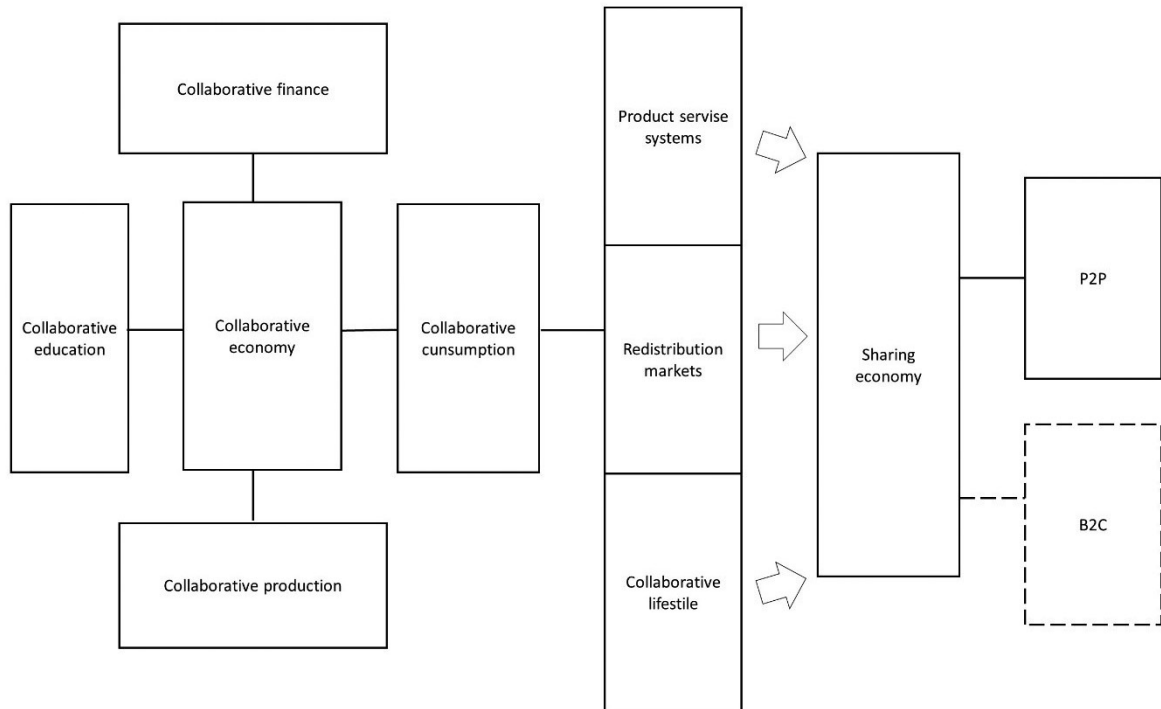 Collaborative finance
Collaborative
education
Collaborative
economy
Collaborative
cunsumption
Collaborative production
Product servise
systems
Redistribution
markets
Collaborative
lifestile
Sharing
economy
P2P
B2C